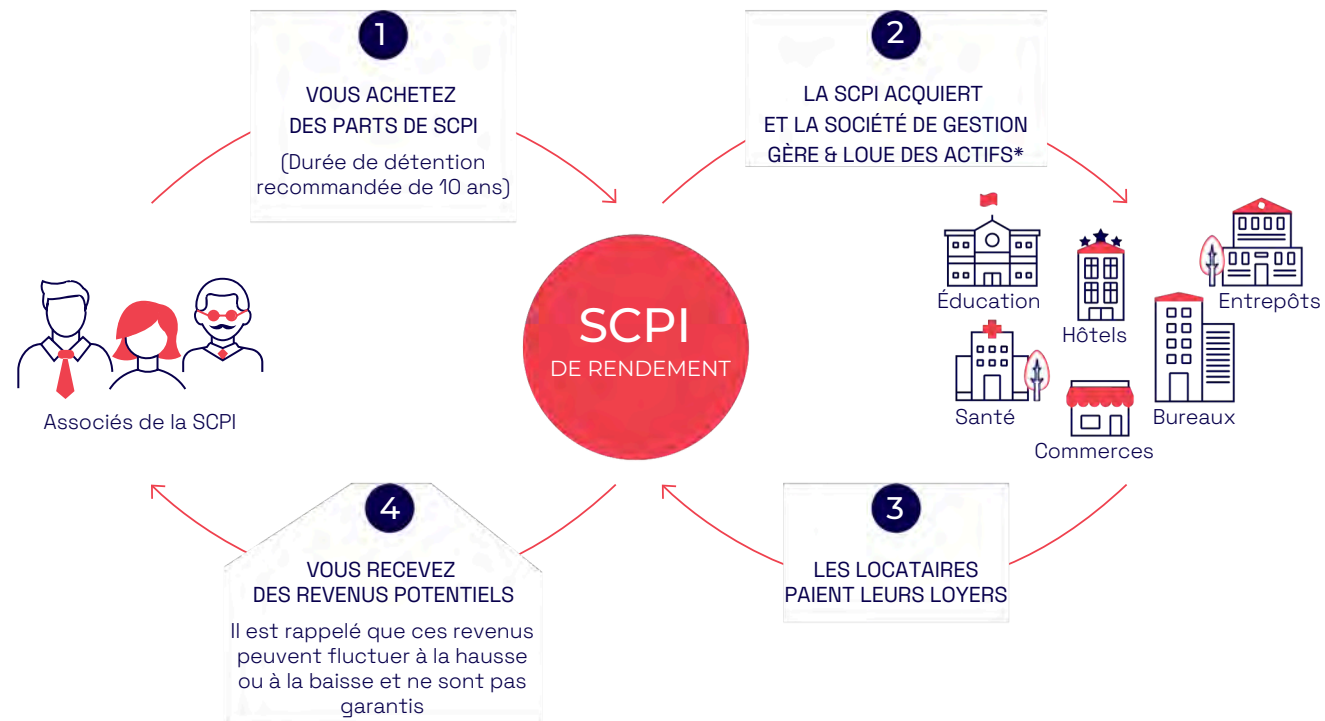 1
VOUS ACHETEZ
DES PARTS DE SCPI
(Durée de détention
recommandée de 10 ans)
2
LA SCPI ACQUIERT
ET LA SOCIÉTÉ DE GESTION
GÈRE & LOUE DES ACTIFS*
Associés de la SCPI
SCPI
DE RENDEMENT
Éducation
Hôtels
Entrepôts
Santé
Commerces
Bureaux
3
LES LOCATAIRES
PAIENT LEURS LOYERS
4
VOUS RECEVEZ
DES REVENUS POTENTIELS
Il est rappelé que ces revenus
peuvent fluctuer à la hausse
ou à la baisse et ne sont pas
garantis